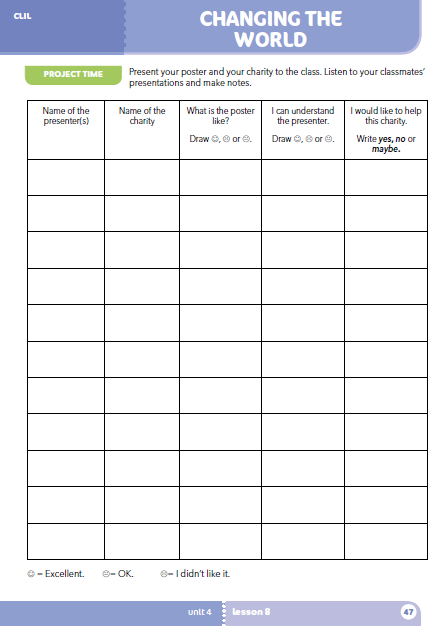 CLIL
CHANGING THE
WORLD
PROJECT TIME
Present your poster and your charity to the class. Listen to your classmates'
presentations and make notes.
Name of the
presenter(s)
Name of the
charity
What is the poster
like?
Draw ☺, ☹ or 😐.
I can understand
the presenter.
Draw ☺, ☹ or 😐.
I would like to help
this charity.
Write yes, no or
maybe.
☺ = Excellent. 😐 = OK. ☹ = I didn't like it.
unit 4 lesson 8 47